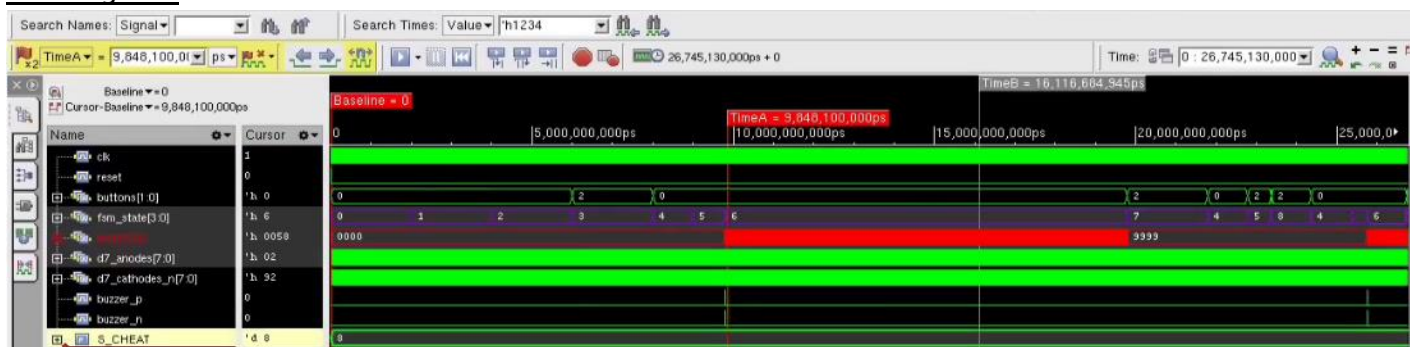 Search Names: Signal Search Times: Value 'h1234
x2 TimeA = 9,848,100,0( ps 26,745,130,000ps + 0 Time: 0 : 26,745,130,000
Baseline = 0
Cursor-Baseline = 9,848,100,000ps
TimeB = 16,116,664,945ps
Baseline = 0
TimeA = 9,848,100,000ps
Name Cursor 0 5,000,000,000ps 10,000,000,000ps 15,000,000,000ps 20,000,000,000ps 25,000,0
clk 1
reset 0
buttons[1:0] 'h 0 0 2 0 2 0 2 2 0
fsm_state[3:0] 'h 6 0 1 2 3 4 5 6 7 4 5 8 4 6
'h 0058 0000 9999
d7_anodes[7:0] 'h 02
d7_cathodes_n[7:0] 'h 92
buzzer_p 0
buzzer_n 0
S_CHEAT 'd 8 8